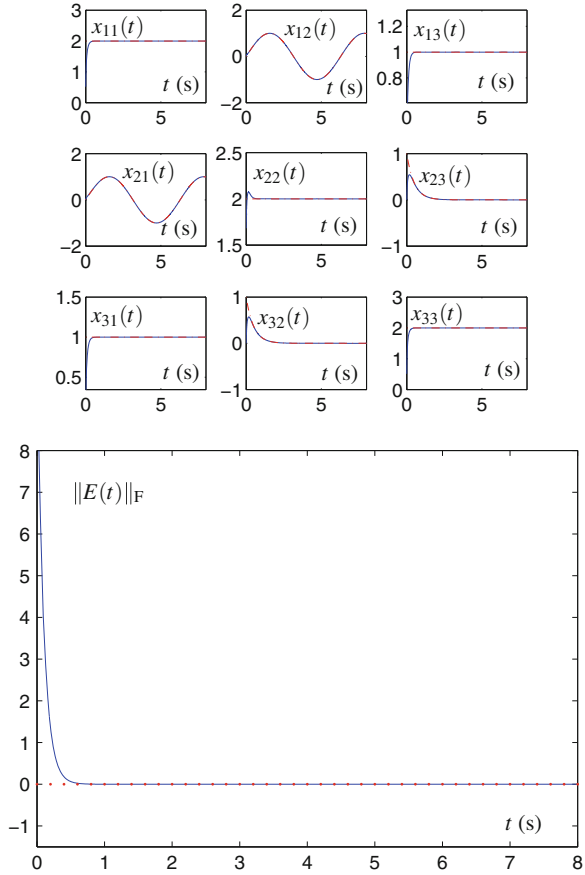 x₁₁(t)
3
2
1
0
0
5
t (s)
x₁₂(t)
2
0
−2
0
5
t (s)
x₁₃(t)
1.2
1
0.8
0
5
t (s)
x₂₁(t)
2
0
−2
0
5
t (s)
x₂₂(t)
2.5
2
1.5
0
5
t (s)
x₂₃(t)
1
0
−1
0
5
t (s)
x₃₁(t)
1.5
1
0.5
0
5
t (s)
x₃₂(t)
1
0
−1
0
5
t (s)
x₃₃(t)
3
2
1
0
0
5
t (s)
8
7
6
5
4
3
2
1
0
−1
‖E(t)‖F
t (s)
0 1 2 3 4 5 6 7 8